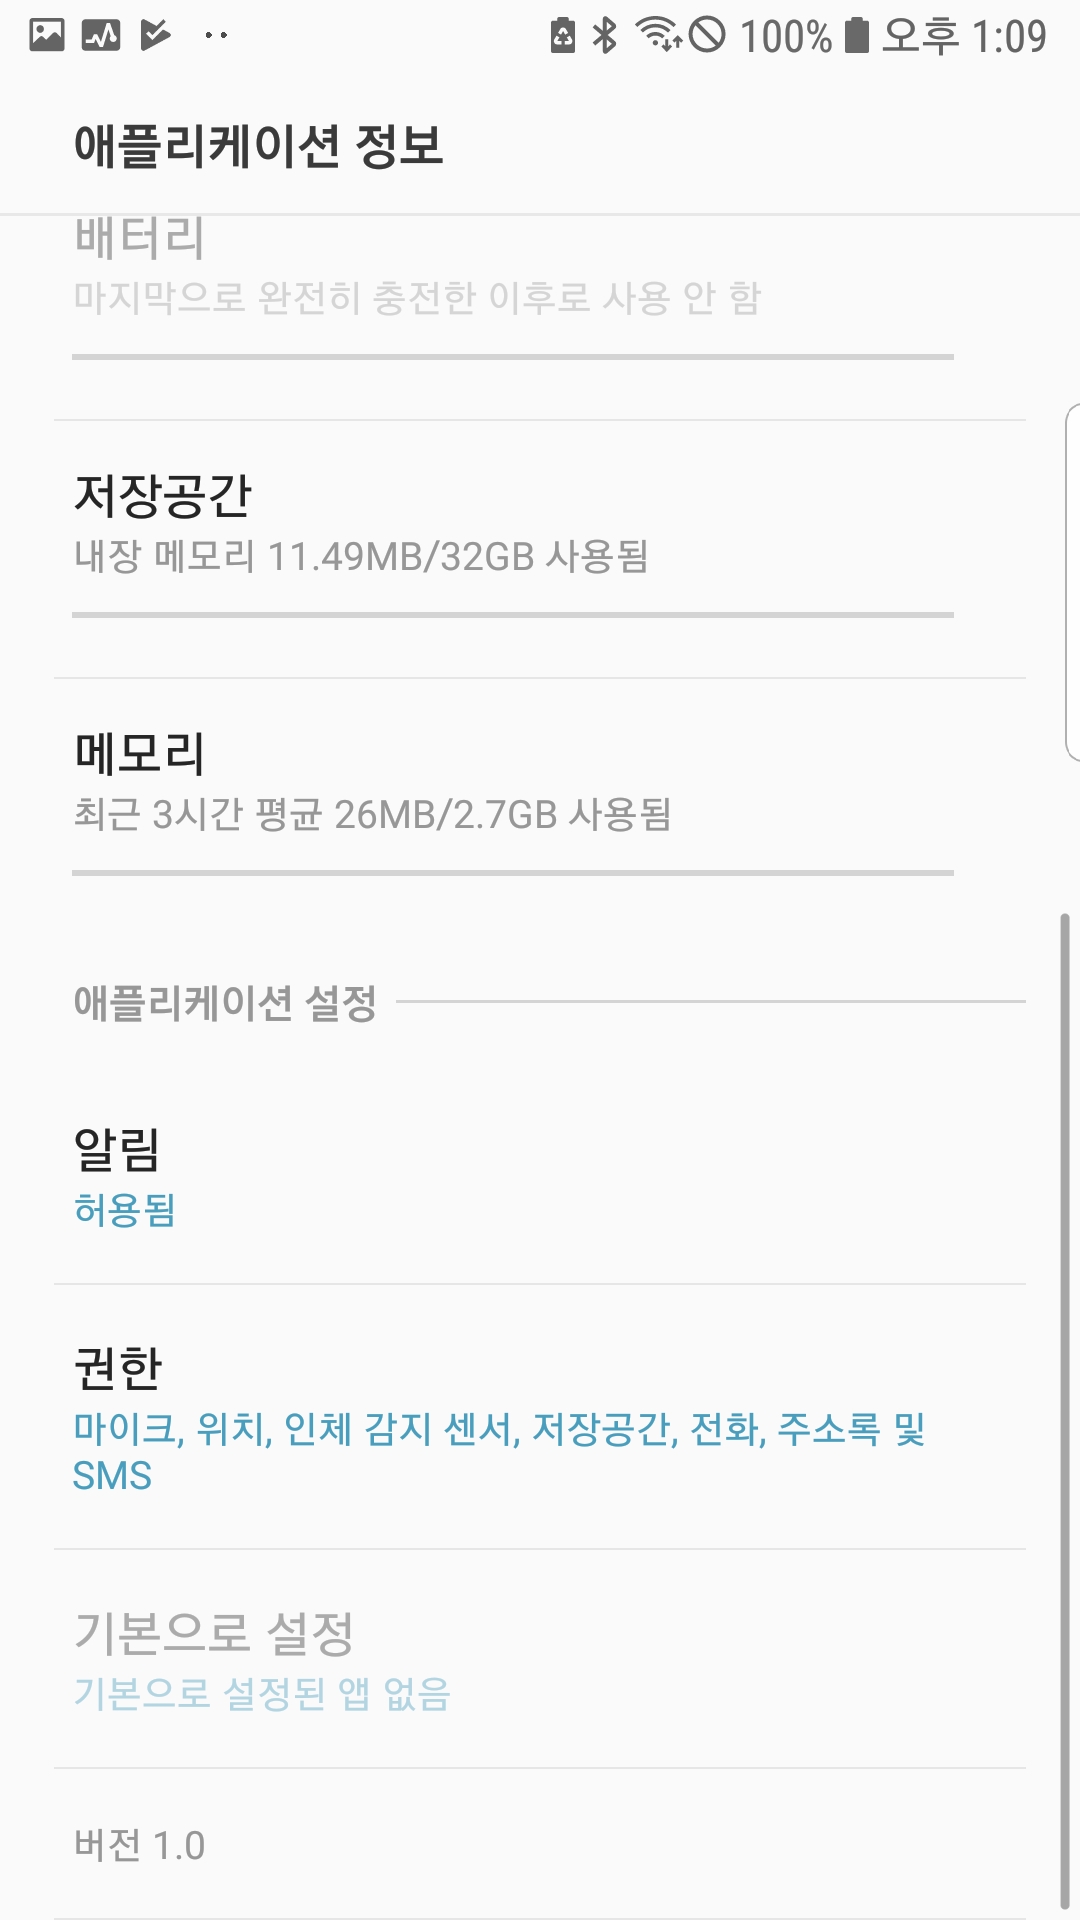 100% 오후 1:09
애플리케이션 정보
배터리
마지막으로 완전히 충전한 이후로 사용 안 함
저장공간
내장 메모리 11.49MB/32GB 사용됨
메모리
최근 3시간 평균 26MB/2.7GB 사용됨
애플리케이션 설정
알림
허용됨
권한
마이크, 위치, 인체 감지 센서, 저장공간, 전화, 주소록 및
SMS
기본으로 설정
기본으로 설정된 앱 없음
버전 1.0